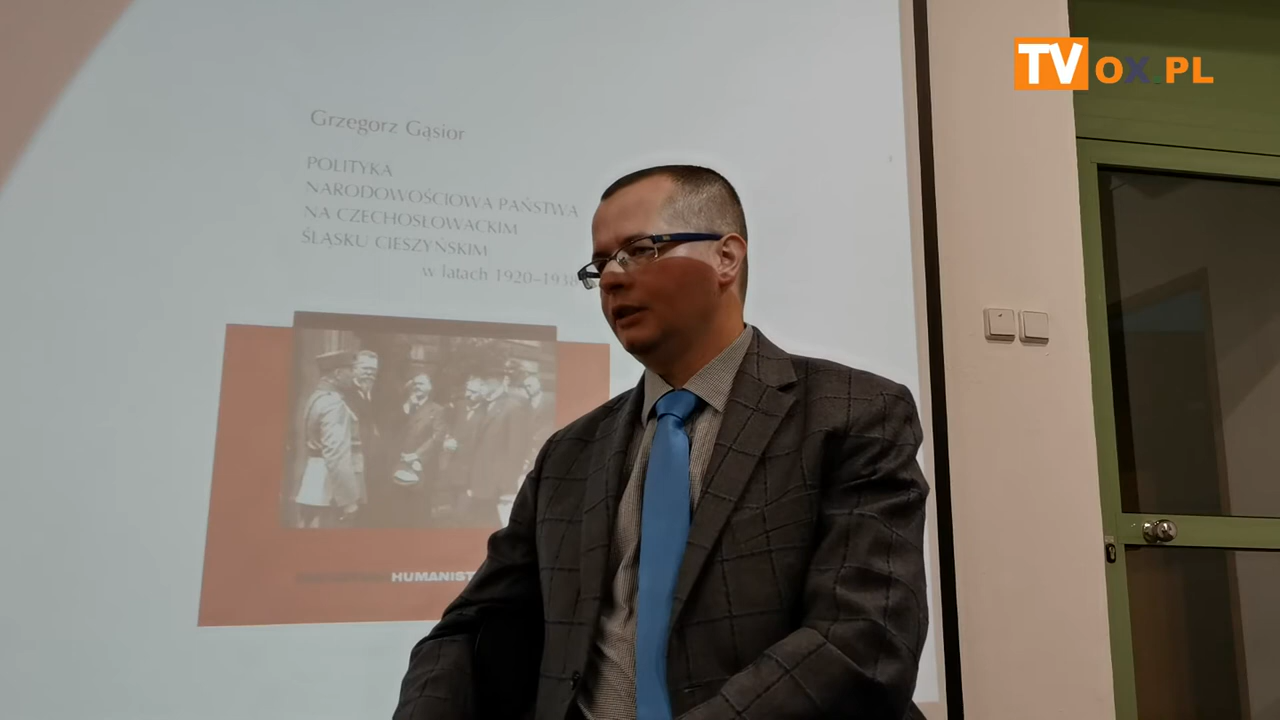 TVOX.PL
Grzegorz Gąsior
POLITYKA
NARODOWOŚCIOWA PAŃSTWA
NA CZECHOSŁOWACKIM
ŚLĄSKU CIESZYŃSKIM
w latach 1920–1938
HUMANIST